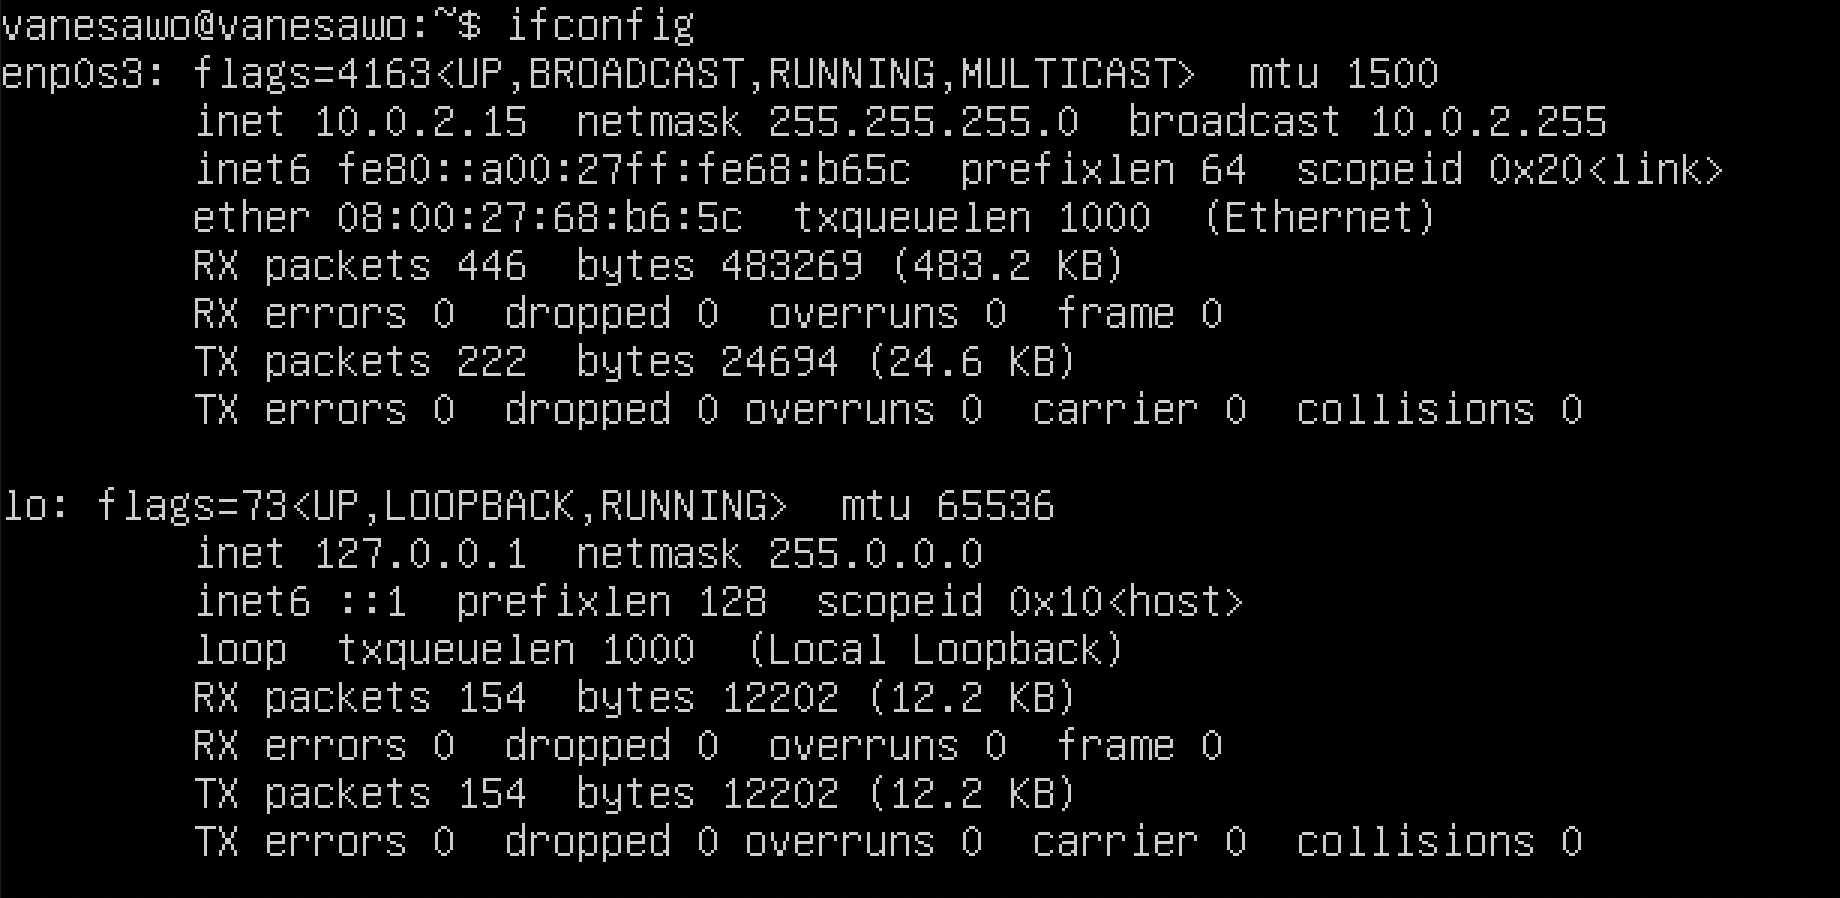 vanesawo@vanesawo:~$ ifconfig
enp0s3: flags=4163<UP,BROADCAST,RUNNING,MULTICAST>  mtu 1500
        inet 10.0.2.15  netmask 255.255.255.0  broadcast 10.0.2.255
        inet6 fe80::a00:27ff:fe68:b65c  prefixlen 64  scopeid 0x20<link>
        ether 08:00:27:68:b6:5c  txqueuelen 1000  (Ethernet)
        RX packets 446  bytes 483269 (483.2 KB)
        RX errors 0  dropped 0  overruns 0  frame 0
        TX packets 222  bytes 24694 (24.6 KB)
        TX errors 0  dropped 0 overruns 0  carrier 0  collisions 0

lo: flags=73<UP,LOOPBACK,RUNNING>  mtu 65536
        inet 127.0.0.1  netmask 255.0.0.0
        inet6 ::1  prefixlen 128  scopeid 0x10<host>
        loop  txqueuelen 1000  (Local Loopback)
        RX packets 154  bytes 12202 (12.2 KB)
        RX errors 0  dropped 0  overruns 0  frame 0
        TX packets 154  bytes 12202 (12.2 KB)
        TX errors 0  dropped 0 overruns 0  carrier 0  collisions 0